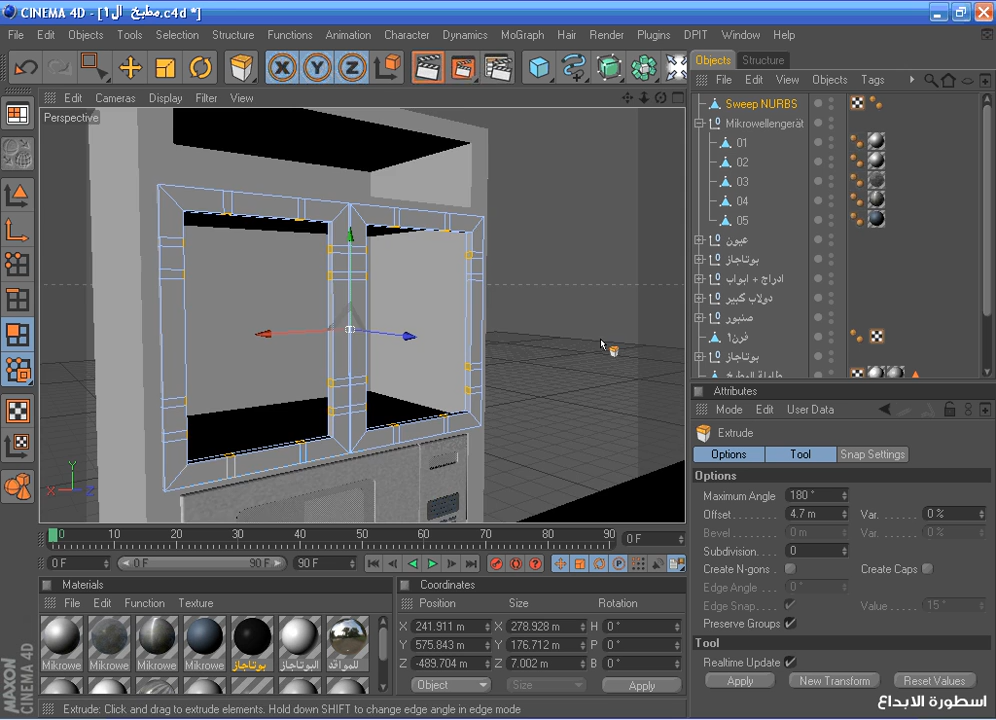 CINEMA 4D - [مطبخ ال1.c4d *]
File Edit Objects Tools Selection Structure Functions Animation Character Dynamics MoGraph Hair Render Plugins DPIT Window Help
Edit Cameras Display Filter View
Perspective
Y
X Z
0 10 20 30 40 50 60 70 80 90 0 F
0 F 0 F 90 F 90 F
Materials
File Edit Function Texture
Mikrowe Mikrowe Mikrowe Mikrowe بوتاجاز البوتاجاز للمواقد
MAXON CINEMA 4D
Coordinates
Position Size Rotation
X 241.911 m X 278.928 m H 0 °
Y 575.843 m Y 176.712 m P 0 °
Z -489.704 m Z 7.002 m B 0 °
Object Size Apply
Extrude: Click and drag to extrude elements. Hold down SHIFT to change edge angle in edge mode
Objects Structure
File Edit View Objects Tags
Sweep NURBS
Mikrowellengerät
01
02
03
04
05
عيون
بوتاجاز
ادراج + ابواب
دولاب كبير
صنبور
فرن1
بوتاجاز
طاولة المطبخ
Attributes
Mode Edit User Data
Extrude
Options Tool Snap Settings
Options
Maximum Angle 180 °
Offset 4.7 m Var. 0 %
Bevel 0 m Var. 0 %
Subdivision 0
Create N-gons Create Caps
Edge Angle 0 °
Edge Snap Value 15 °
Preserve Groups
Tool
Realtime Update
Apply New Transform Reset Values
اسطورة الابداع